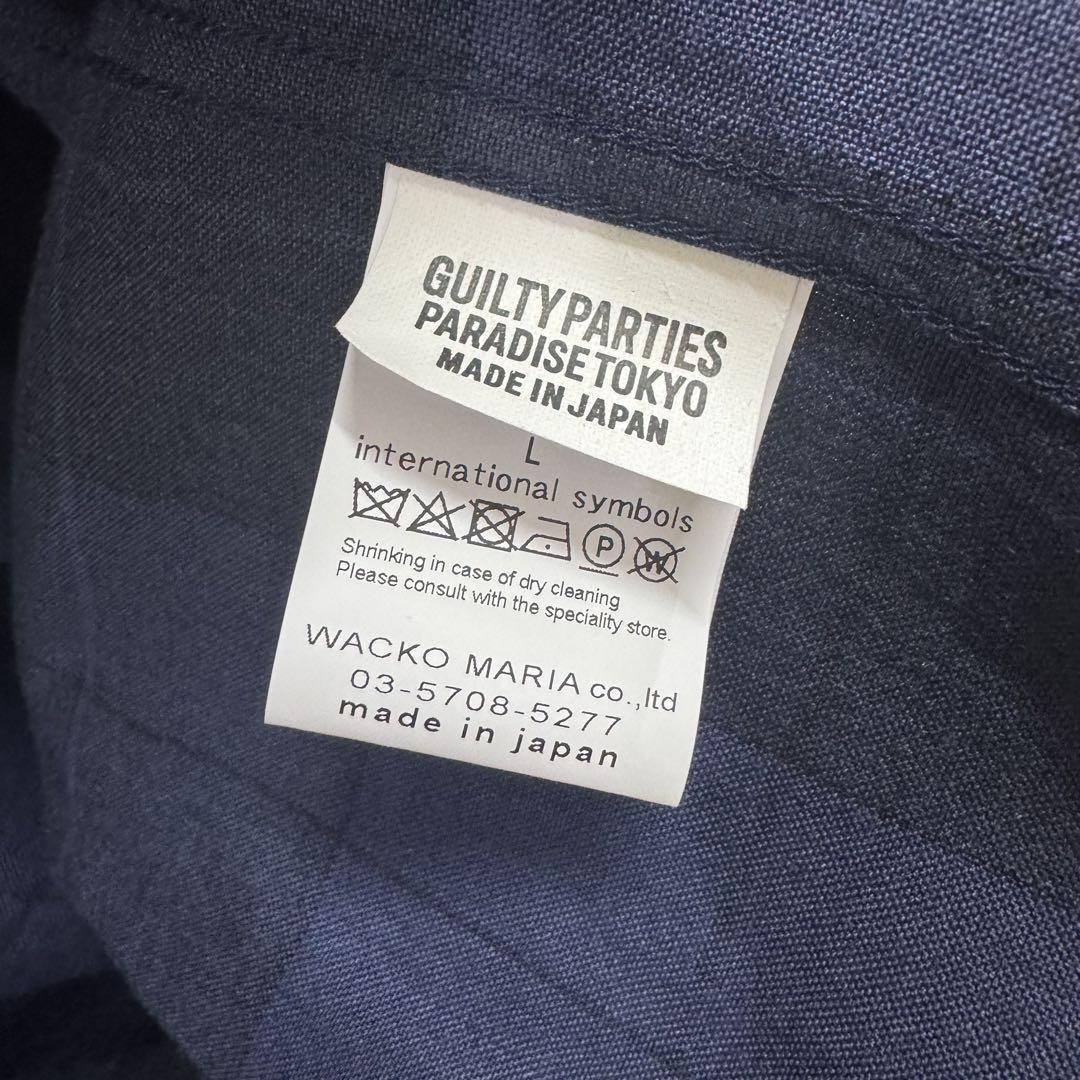 GUILTY PARTIES
PARADISE TOKYO
MADE IN JAPAN
L
international symbols
P W
Shrinking in case of dry cleaning
Please consult with the speciality store.
WACKO MARIA co.,ltd
03-5708-5277
made in japan